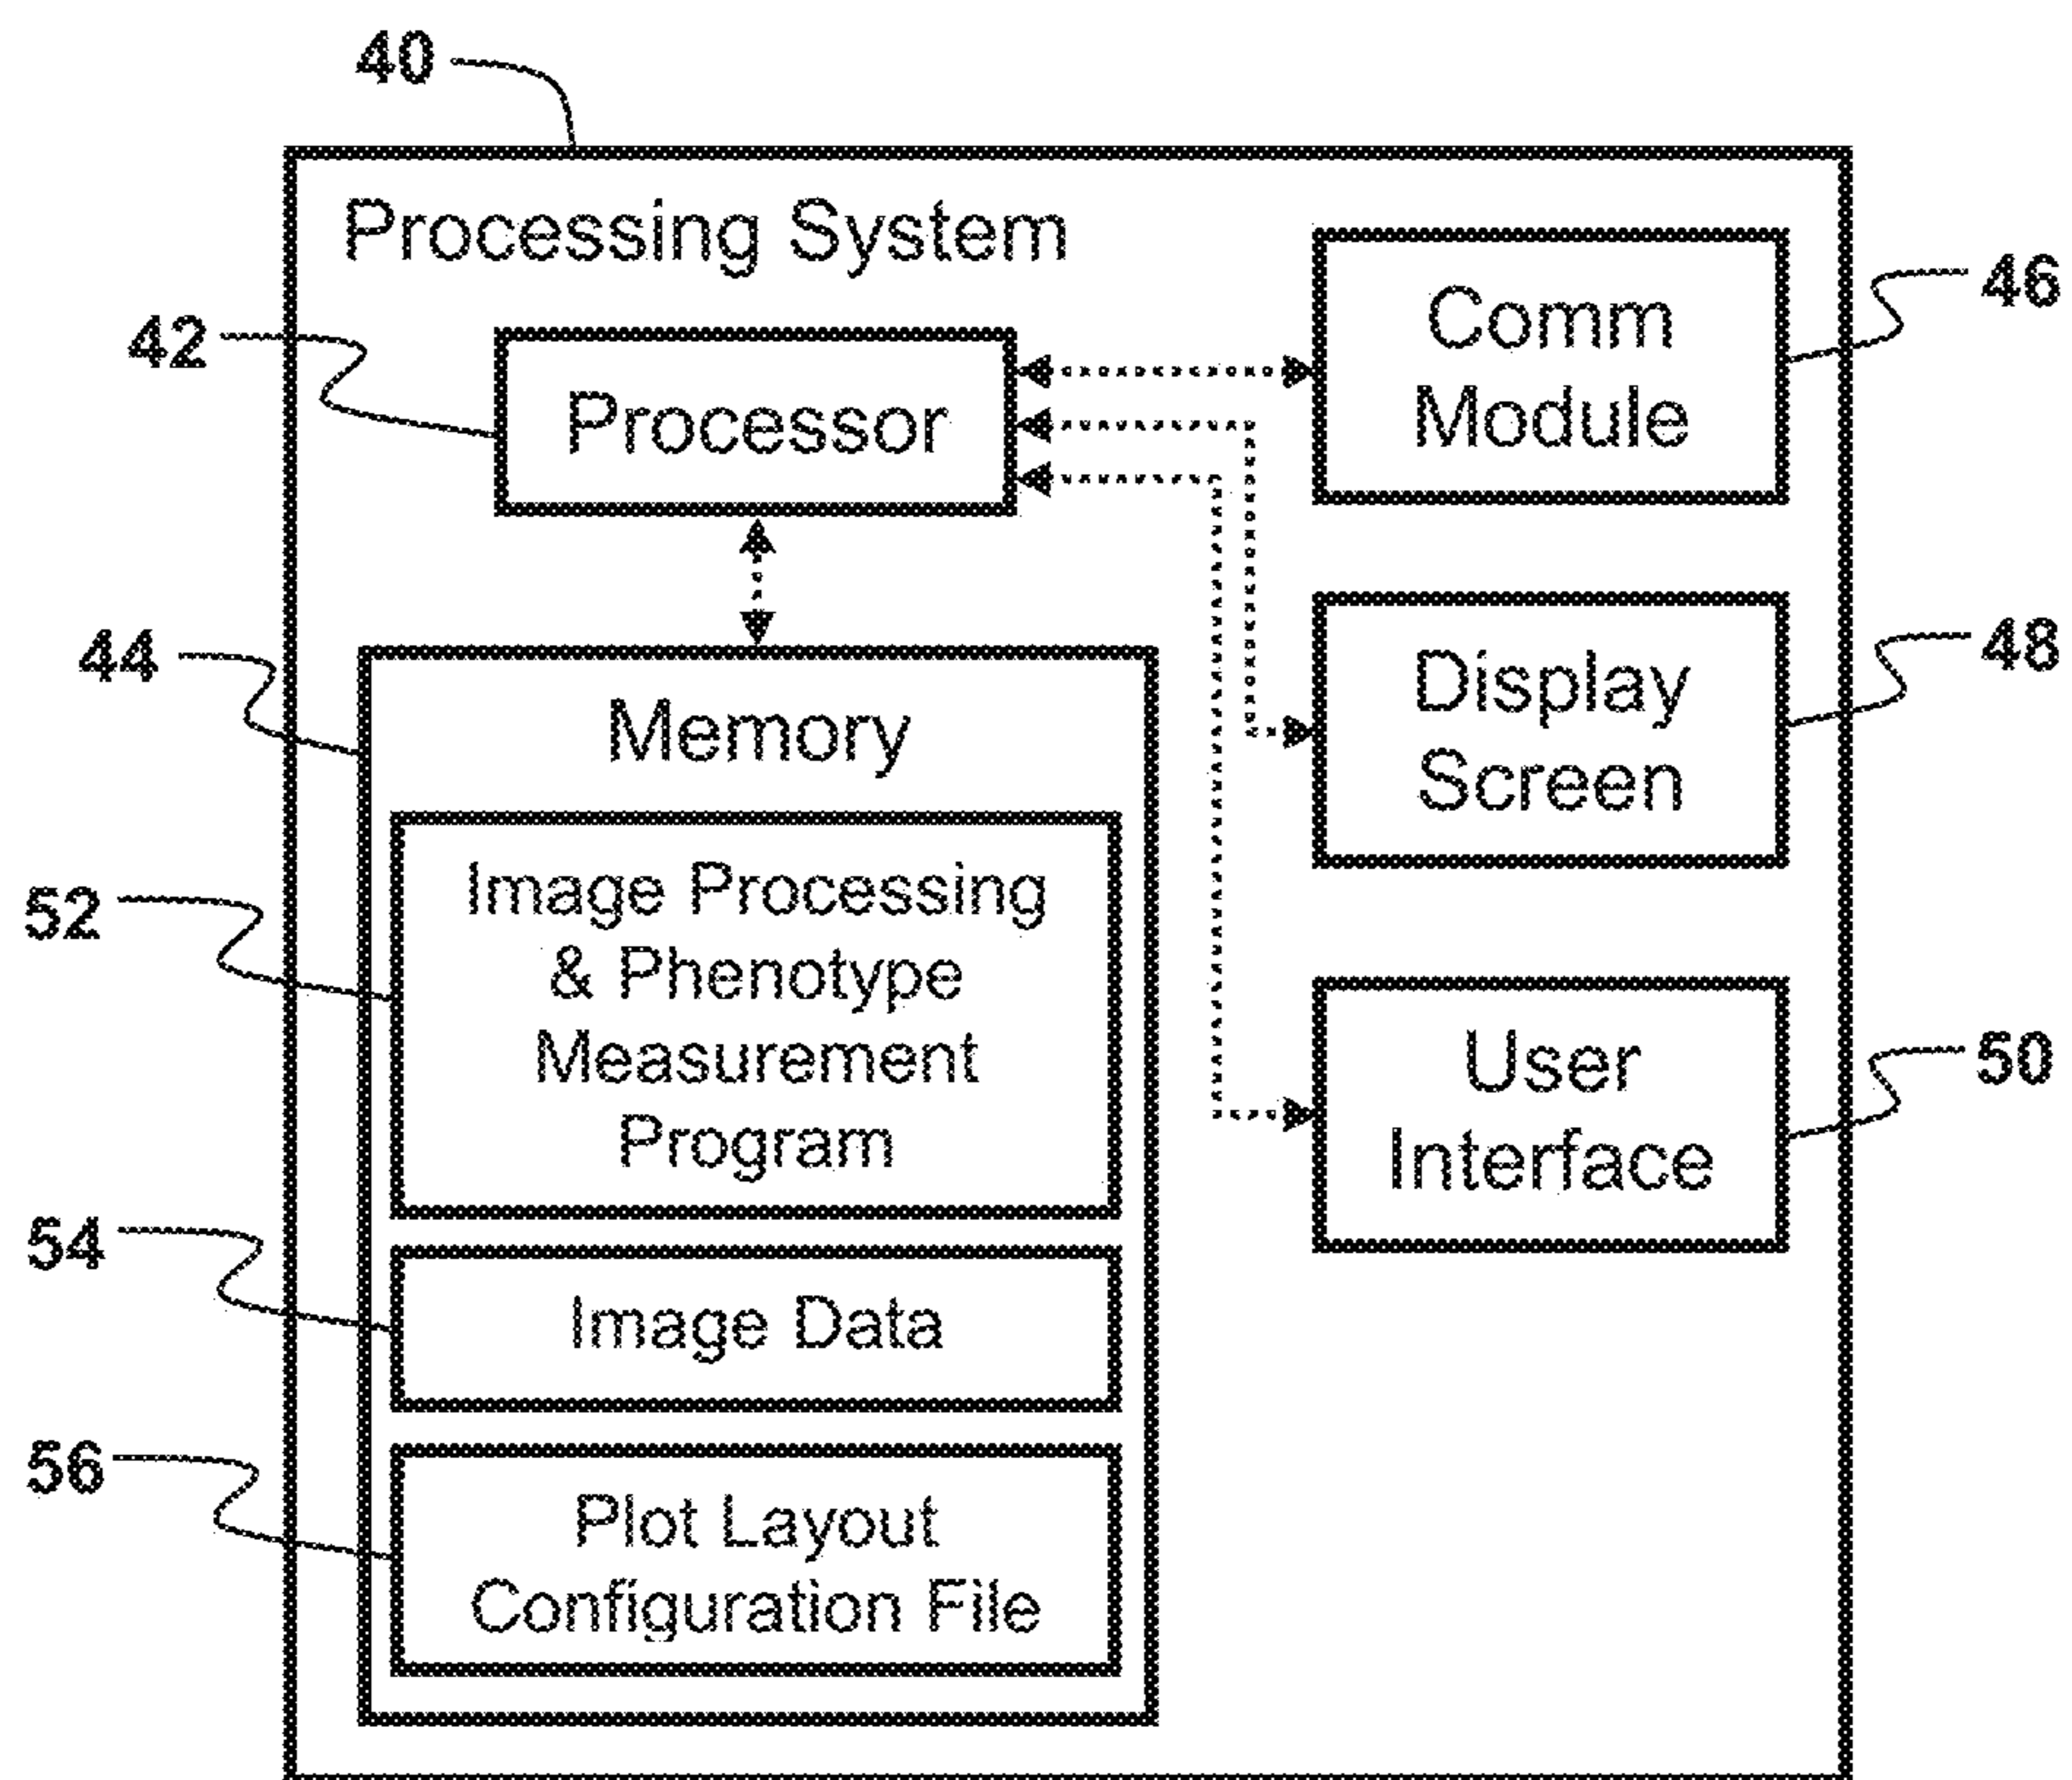 40
Processing System
Comm
Module
46
42
Processor
44
Memory
Display
Screen
48
52
Image Processing
& Phenotype
Measurement
Program
User
Interface
50
54
Image Data
56
Plot Layout
Configuration File